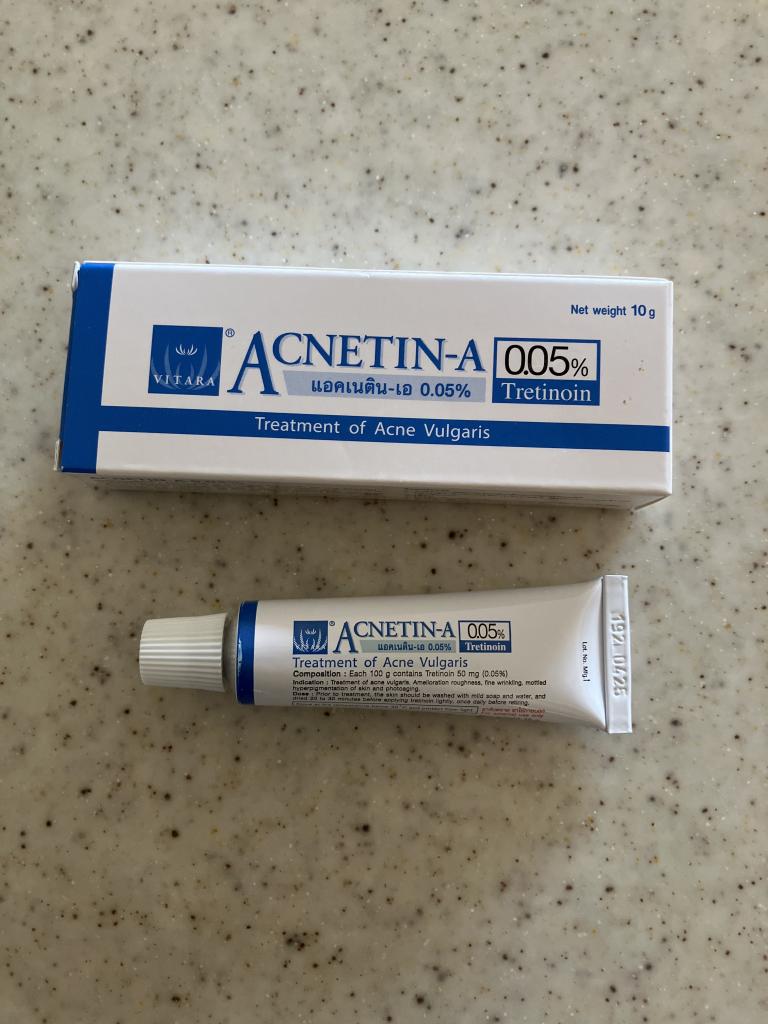 Net weight 10 g
VITARA
®
ACNETIN-A
0.05%
แอคเนติน-เอ 0.05%
Tretinoin
Treatment of Acne Vulgaris
ACNETIN-A
0.05%
แอคเนติน-เอ 0.05%
Tretinoin
Treatment of Acne Vulgaris
Composition : Each 100 g contains Tretinoin 50 mg (0.05%)
Indication : Treatment of acne vulgaris. Amelioration roughness, fine wrinkling, mottled
hyperpigmentation of skin and photoaging.
Dose : Prior to treatment, the skin should be washed with mild soap and water, and
dried 20 to 30 minutes before applying tretinoin lightly, once daily before retiring.
Lot. No. Mfg.
192 0425